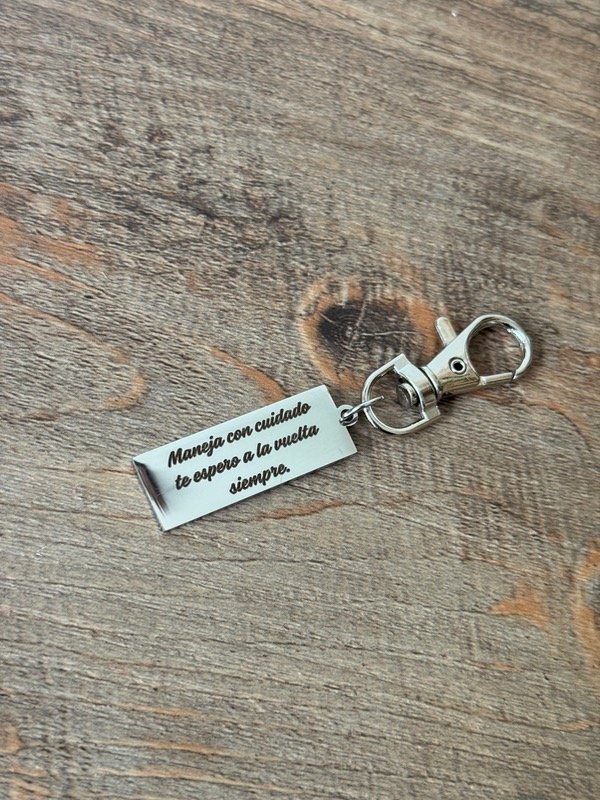 Maneja con cuidado
te espero a la vuelta
siempre.